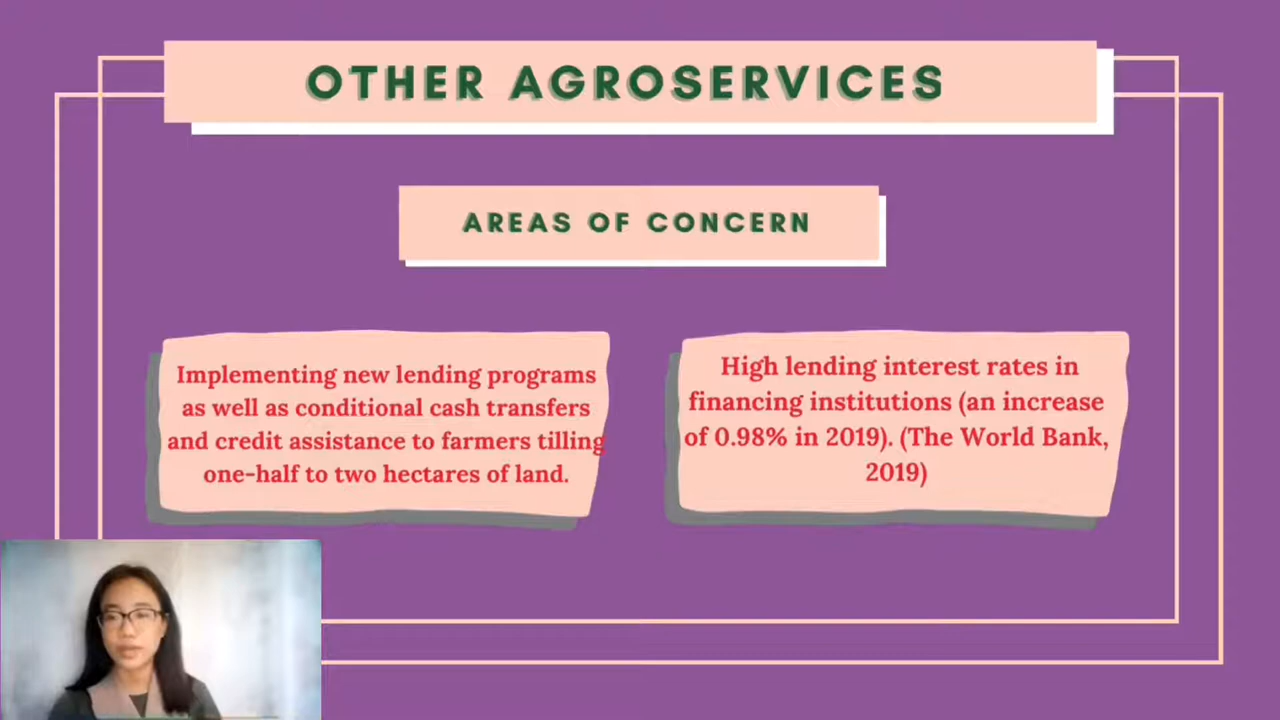 OTHER AGROSERVICES
AREAS OF CONCERN
Implementing new lending programs
as well as conditional cash transfers
and credit assistance to farmers tilling
one-half to two hectares of land.
High lending interest rates in
financing institutions (an increase
of 0.98% in 2019). (The World Bank,
2019)